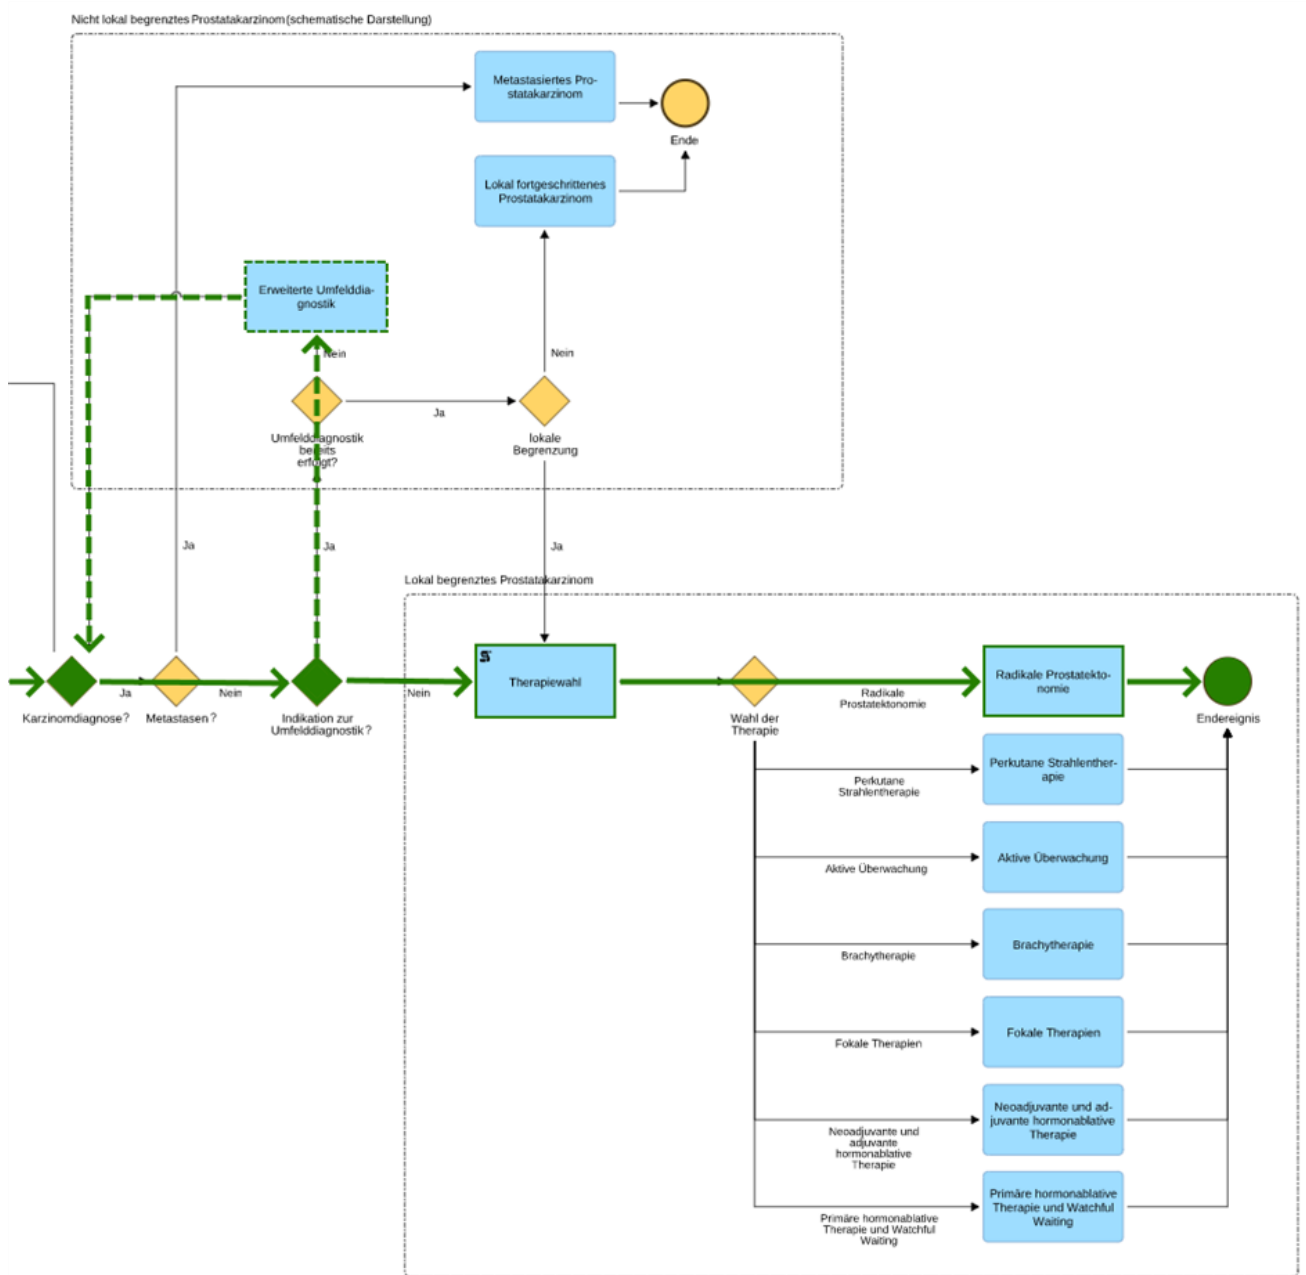 Nicht lokal begrenztes Prostatakarzinom (schematische Darstellung)
Metastasiertes Pro-
statakarzinom
Ende
Lokal fortgeschrittenes
Prostatakarzinom
Erweiterte Umfelddia-
gnostik
Nein
Nein
Ja
Umfelddiagnostik
bereits
erfolgt?
lokale
Begrenzung
Ja
Ja
Ja
Lokal begrenztes Prostatakarzinom
Therapiewahl
Radikale Prostatekto-
nomie
Ja
Nein
Nein
Radikale
Prostatektonomie
Karzinomdiagnose?
Metastasen?
Indikation zur
Umfelddiagnostik?
Wahl der
Therapie
Endereignis
Perkutane Strahlenther-
apie
Perkutane
Strahlentherapie
Aktive Überwachung
Aktive Überwachung
Brachytherapie
Brachytherapie
Fokale Therapien
Fokale Therapien
Neoadjuvante und ad-
juvante hormonablative
Therapie
Neoadjuvante und
adjuvante
hormonablative
Therapie
Primäre hormonablative
Therapie und Watchful
Waiting
Primäre hormonablative
Therapie und Watchful
Waiting